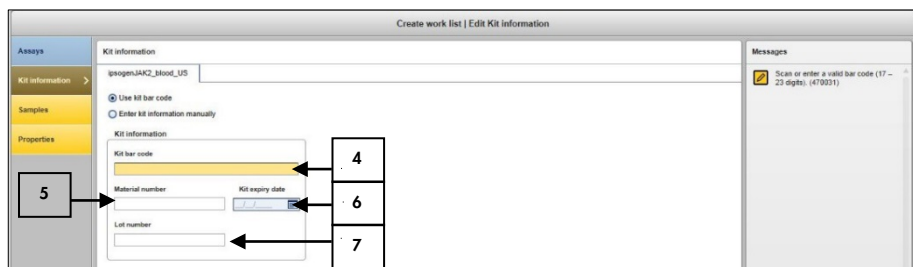 Create work list | Edit Kit information
Assays
Kit information >
Samples
Properties
Kit information
ipsogenJAK2_blood_US
Use kit bar code
Enter kit information manually
Kit information
Kit bar code
Material number
Kit expiry date
_/_/____
Lot number
4
5
6
7
Messages
Scan or enter a valid bar code (17 –
23 digits). (470031)